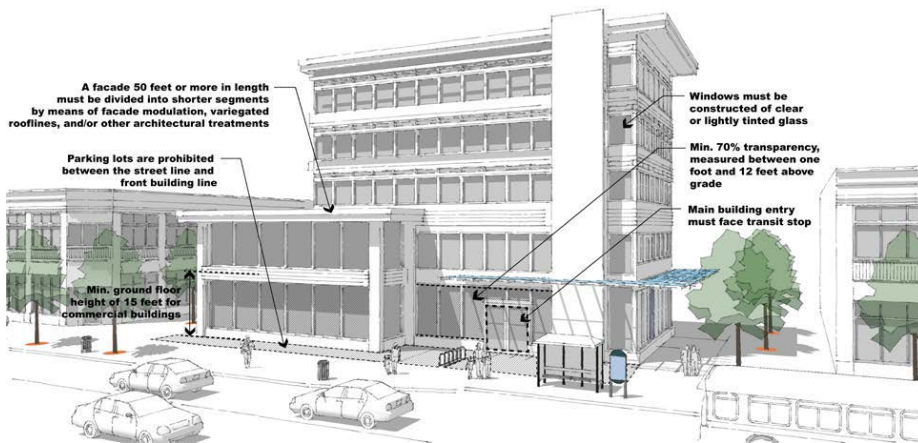 A facade 50 feet or more in length
must be divided into shorter segments
by means of facade modulation, variegated
rooflines, and/or other architectural treatments
Parking lots are prohibited
between the street line and
front building line
Min. ground floor
height of 15 feet for
commercial buildings
Windows must be
constructed of clear
or lightly tinted glass
Min. 70% transparency,
measured between one
foot and 12 feet above
grade
Main building entry
must face transit stop